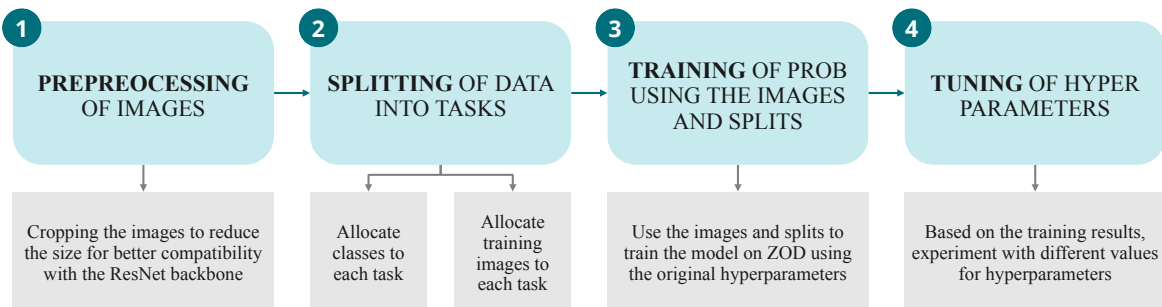 1
PREPREOCESSING
OF IMAGES
2
SPLITTING OF DATA
INTO TASKS
3
TRAINING OF PROB
USING THE IMAGES
AND SPLITS
4
TUNING OF HYPER
PARAMETERS
Cropping the images to reduce
the size for better compatibility
with the ResNet backbone
Allocate
classes to
each task
Allocate
training
images to
each task
Use the images and splits to
train the model on ZOD using
the original hyperparameters
Based on the training results,
experiment with different values
for hyperparameters